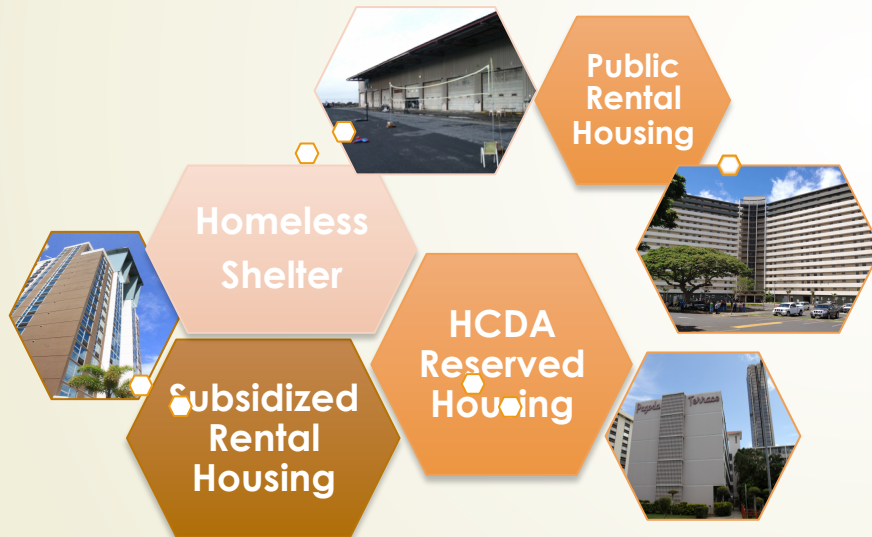 Public
Rental
Housing
Homeless
Shelter
HCDA
Reserved
Housing
Subsidized
Rental
Housing
Pagoda Terrace